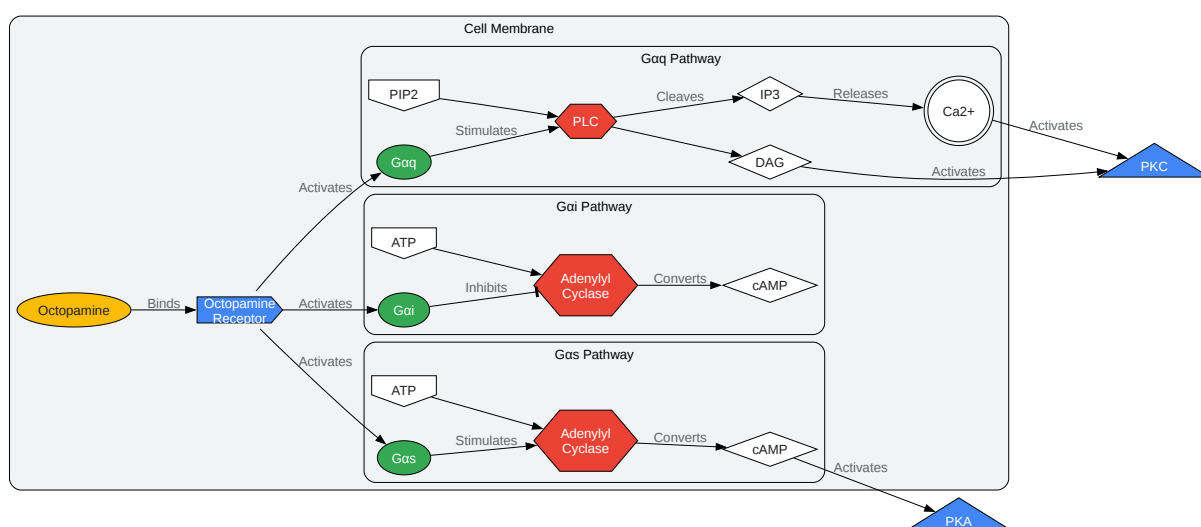 Cell Membrane
Gαq Pathway
PIP2
PLC
Cleaves
IP3
Releases
Ca2+
Stimulates
Gαq
DAG
Activates
Activates
PKC
Activates
Gαi Pathway
ATP
Adenylyl
Cyclase
Converts
cAMP
Inhibits
Gαi
Octopamine
Binds
Octopamine
Receptor
Activates
Gαs Pathway
Activates
ATP
Adenylyl
Cyclase
Converts
cAMP
Stimulates
Gαs
Activates
PKA